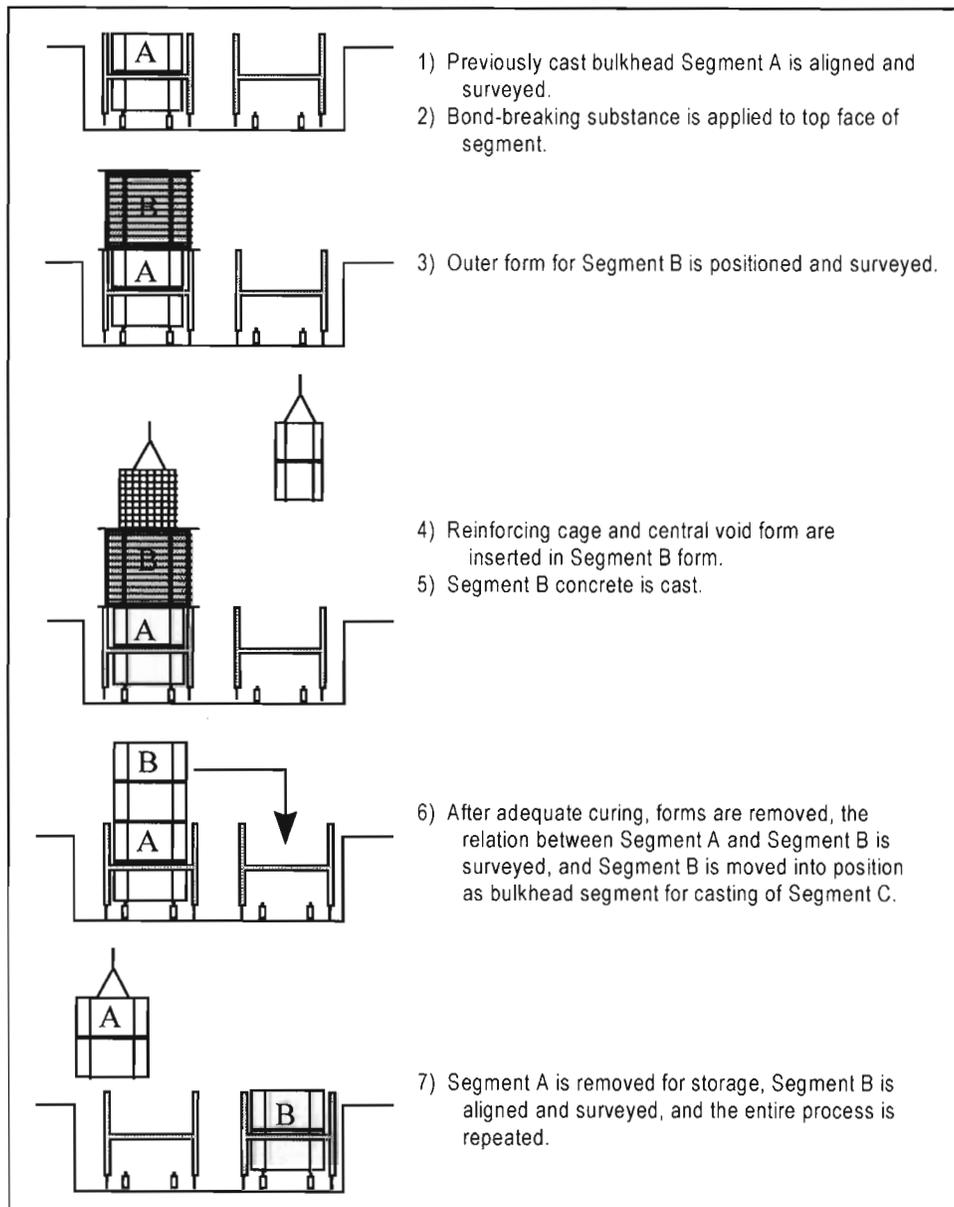 A
1) Previously cast bulkhead Segment A is aligned and
surveyed.
2) Bond-breaking substance is applied to top face of
segment.
B
A
3) Outer form for Segment B is positioned and surveyed.
B
A
4) Reinforcing cage and central void form are
inserted in Segment B form.
5) Segment B concrete is cast.
B
A
6) After adequate curing, forms are removed, the
relation between Segment A and Segment B is
surveyed, and Segment B is moved into position
as bulkhead segment for casting of Segment C.
A
B
7) Segment A is removed for storage, Segment B is
aligned and surveyed, and the entire process is
repeated.